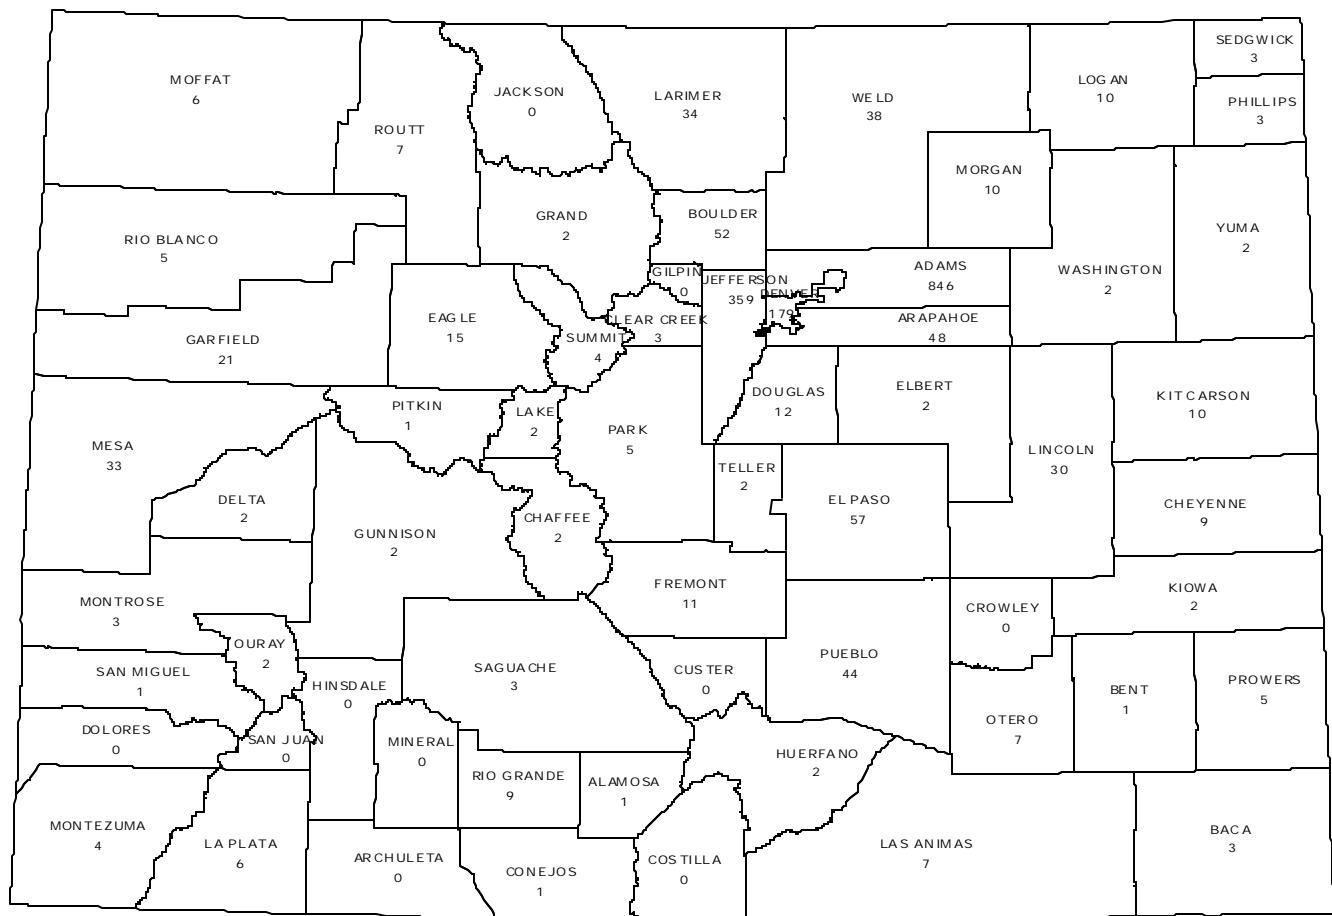 SEDGWICK
3
MOFFAT
6
JACKSON
0
LARIMER
34
WELD
38
LOGAN
10
PHILLIPS
3
ROUTT
7
MORGAN
10
GRAND
2
BOULDER
52
YUMA
2
RIO BLANCO
5
GILPIN
0
JEFFERSON
359
DENVER
179
ADAMS
846
WASHINGTON
2
EAGLE
15
CLEAR CREEK
3
ARAPAHOE
48
GARFIELD
21
SUMMIT
4
DOUGLAS
12
ELBERT
2
KIT CARSON
10
PITKIN
1
LAKE
2
PARK
5
MESA
33
LINCOLN
30
TELLER
2
DELTA
2
EL PASO
57
CHEYENNE
9
GUNNISON
2
CHAFFEE
2
FREMONT
11
KIOWA
2
MONTROSE
3
CROWLEY
0
OURAY
2
SAN MIGUEL
1
HINSDALE
0
SAGUACHE
3
CUSTER
0
PUEBLO
44
BENT
1
PROWERS
5
DOLORES
0
SAN JUAN
0
MINERAL
0
OTERO
7
HUERFANO
2
RIO GRANDE
9
ALAMOSA
1
MONTEZUMA
4
LA PLATA
6
ARCHULETA
0
CONEJOS
1
COSTILLA
0
LAS ANIMAS
7
BACA
3